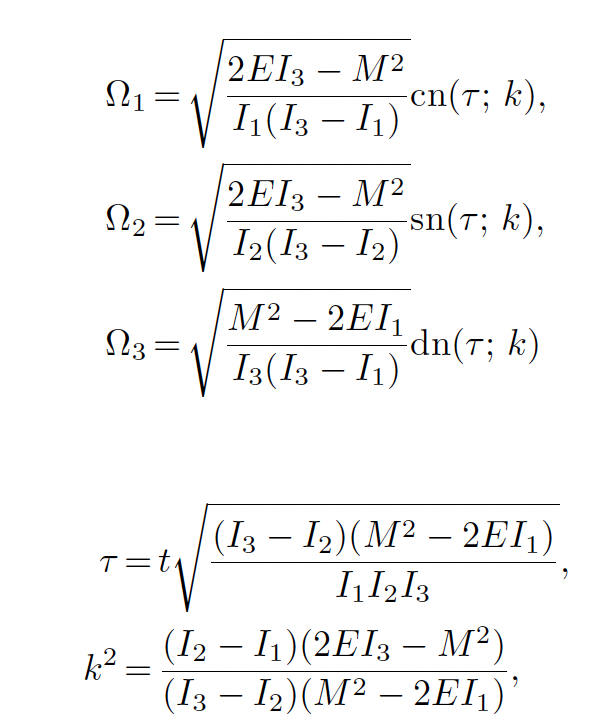 Ω₁ = √((2EI₃ − M²)/(I₁(I₃ − I₁))) cn(τ; k),
Ω₂ = √((2EI₃ − M²)/(I₂(I₃ − I₂))) sn(τ; k),
Ω₃ = √((M² − 2EI₁)/(I₃(I₃ − I₁))) dn(τ; k)
τ = t√(((I₃ − I₂)(M² − 2EI₁))/(I₁I₂I₃)),
k² = ((I₂ − I₁)(2EI₃ − M²))/((I₃ − I₂)(M² − 2EI₁)),